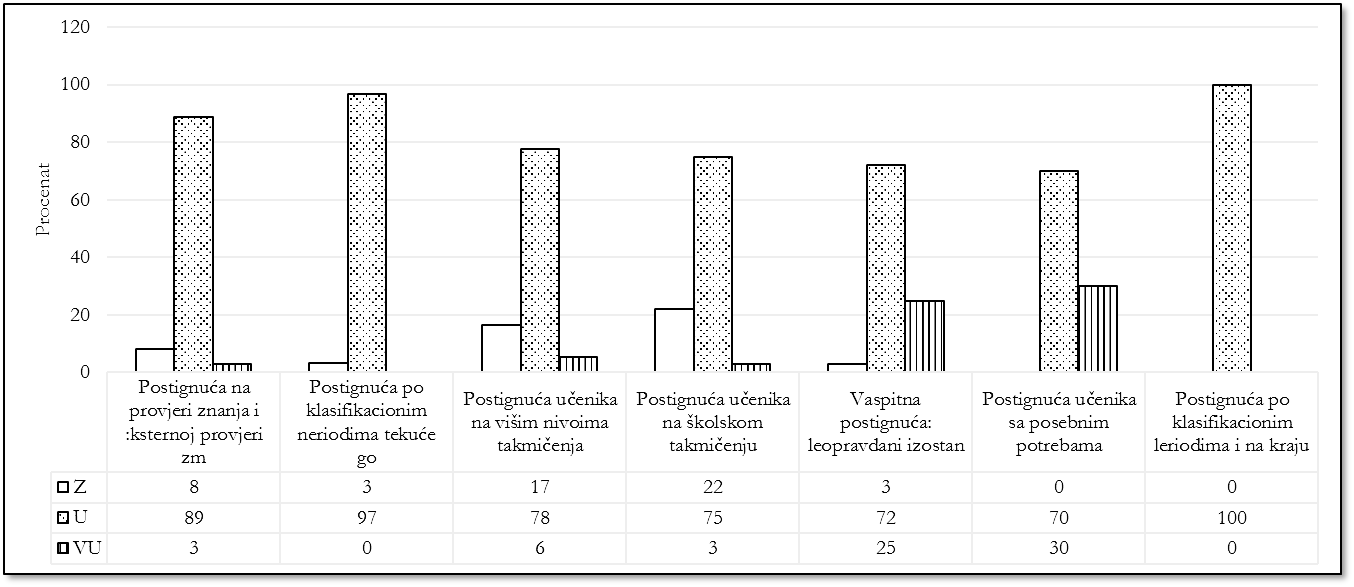 120
100
80
60
40
20
0
Procenat
Postignuća na
provjeri znanja i
:ksternoj provjeri
zm
Postignuća po
klasifikacionim
neriodima tekuće
go
Postignuća učenika
na višim nivoima
takmičenja
Postignuća učenika
na školskom
takmičenju
Vaspitna
postignuća:
leopravdani izostan
Postignuća učenika
sa posebnim
potrebama
Postignuća po
klasifikacionim
leriodima i na kraju
Z 8 3 17 22 3 0 0
U 89 97 78 75 72 70 100
VU 3 0 6 3 25 30 0